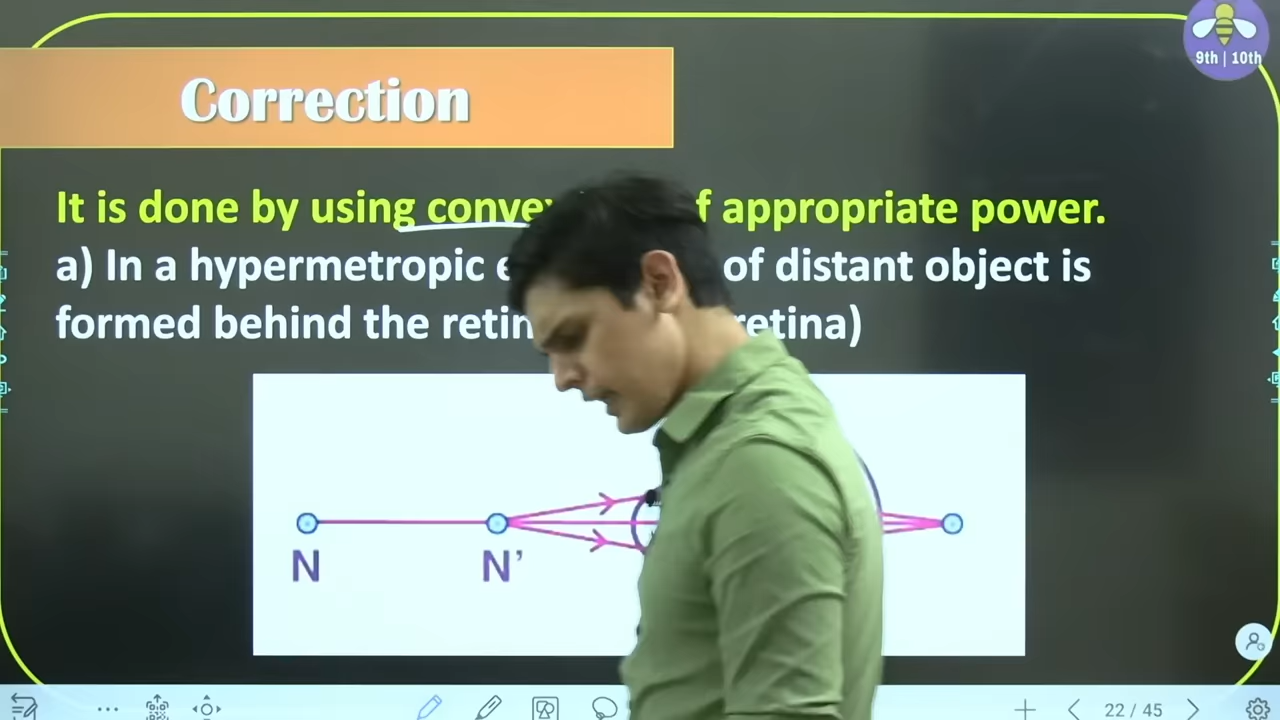 9th | 10th
Correction
It is done by using convex f appropriate power.
a) In a hypermetropic of distant object is
formed behind the retin retina)
N N’
22 / 45